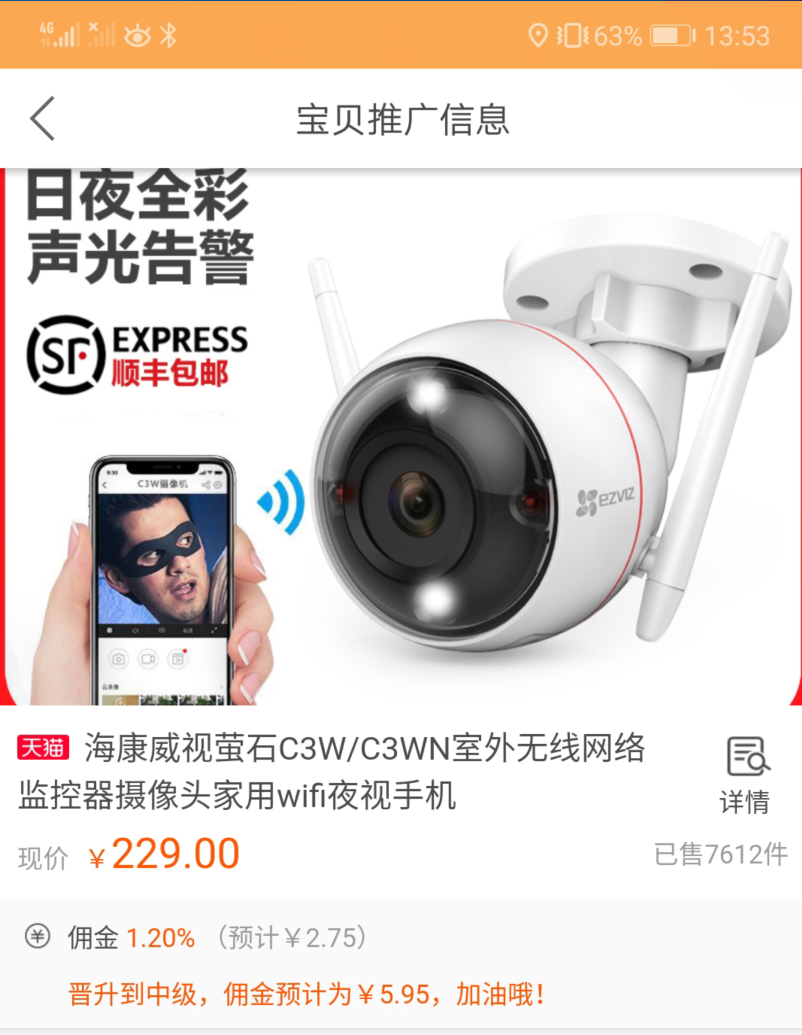 4G
63%
13:53
宝贝推广信息
日夜全彩
声光告警
SF
EXPRESS
顺丰包邮
C3W摄像机
EZVIZ
天猫 海康威视萤石C3W/C3WN室外无线网络
监控器摄像头家用wifi夜视手机
详情
现价 ¥229.00
已售7612件
佣金 1.20% （预计¥2.75）
晋升到中级，佣金预计为¥5.95，加油哦！